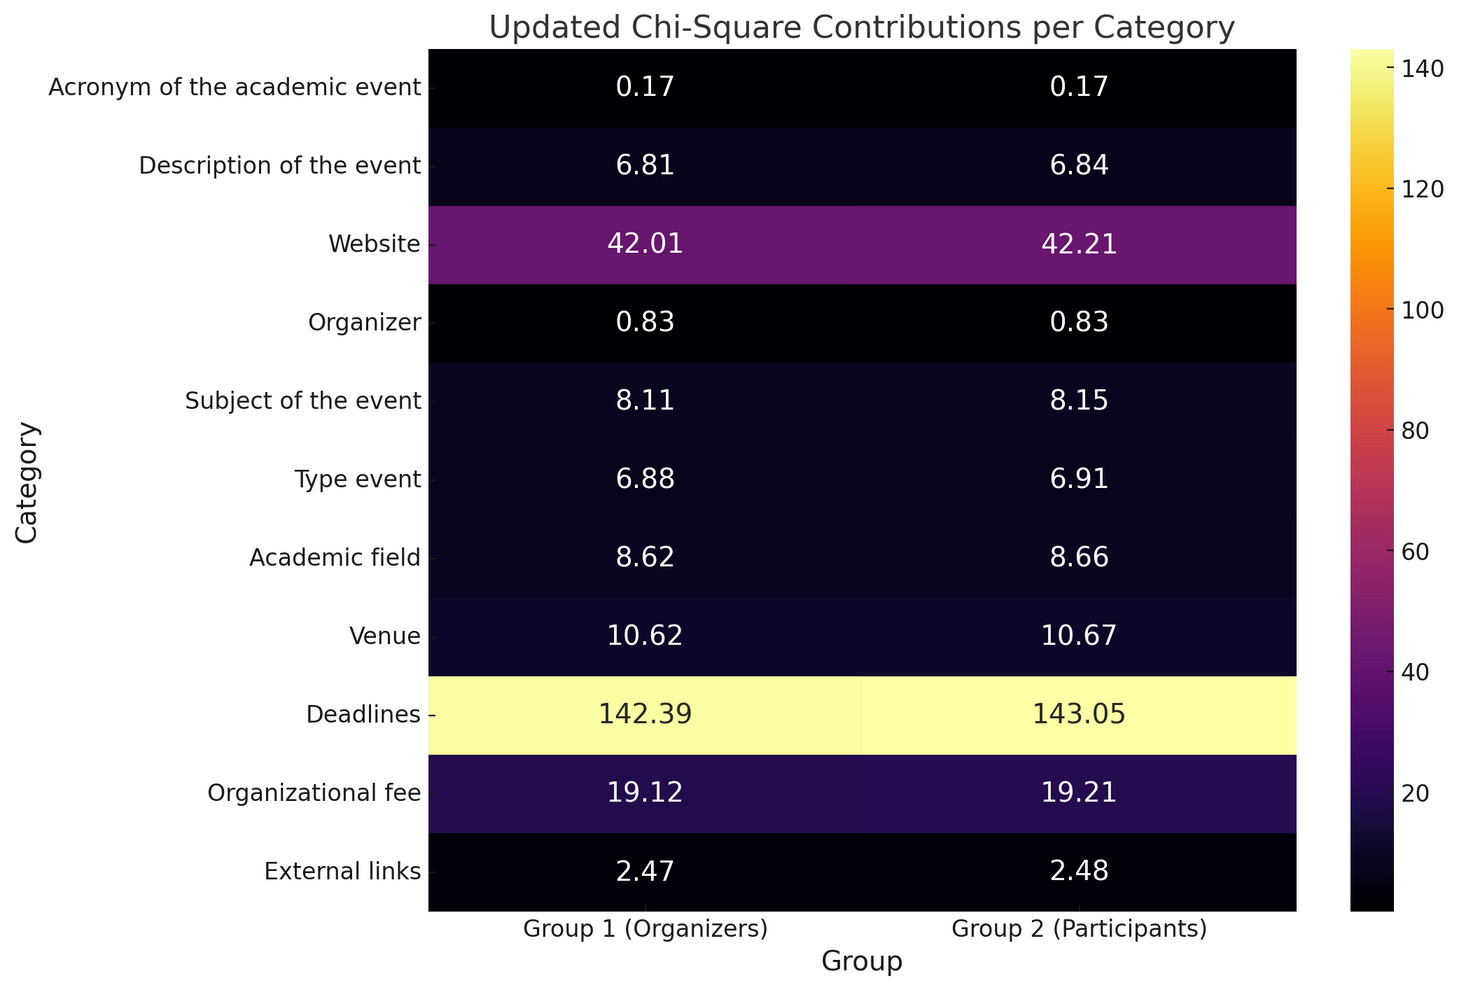 Updated Chi-Square Contributions per Category
Acronym of the academic event 0.17 0.17
Description of the event 6.81 6.84
Website 42.01 42.21
Organizer 0.83 0.83
Subject of the event 8.11 8.15
Type event 6.88 6.91
Academic field 8.62 8.66
Venue 10.62 10.67
Deadlines 142.39 143.05
Organizational fee 19.12 19.21
External links 2.47 2.48
Group 1 (Organizers) Group 2 (Participants)
Group
Category
140
120
100
80
60
40
20